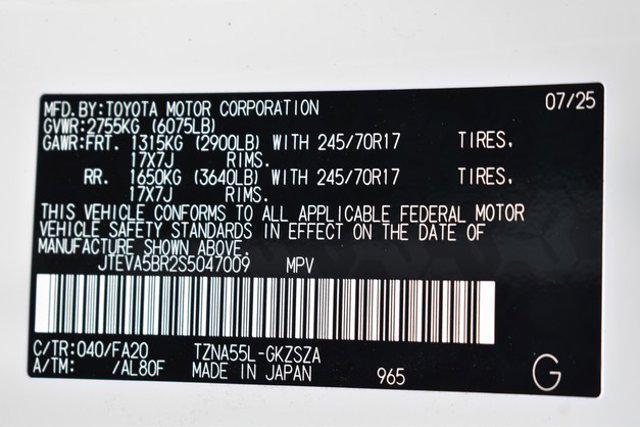 MFD. BY:TOYOTA MOTOR CORPORATION 07/25
GVWR:2755KG (6075LB)
GAWR:FRT. 1315KG (2900LB) WITH 245/70R17 TIRES,
17X7J RIMS.
RR. 1650KG (3640LB) WITH 245/70R17 TIRES,
17X7J RIMS.
THIS VEHICLE CONFORMS TO ALL APPLICABLE FEDERAL MOTOR
VEHICLE SAFETY STANDARDS IN EFFECT ON THE DATE OF
MANUFACTURE SHOWN ABOVE.
JTEVA5BR2S5047009 MPV
C/TR:040/FA20 TZNA55L-GKZSZA
A/TM: /AL80F MADE IN JAPAN 965 G